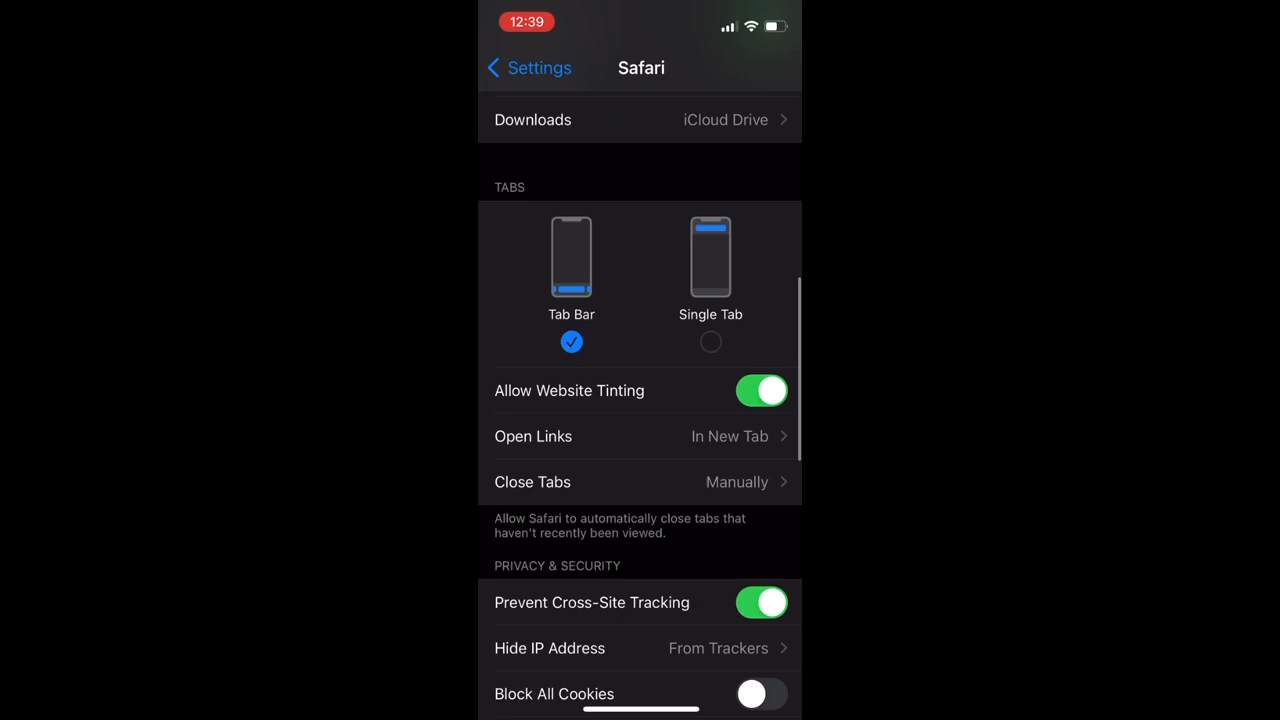 12:39
Settings
Safari
Downloads iCloud Drive
TABS
Tab Bar Single Tab
Allow Website Tinting
Open Links In New Tab
Close Tabs Manually
Allow Safari to automatically close tabs that
haven't recently been viewed.
PRIVACY & SECURITY
Prevent Cross-Site Tracking
Hide IP Address From Trackers
Block All Cookies